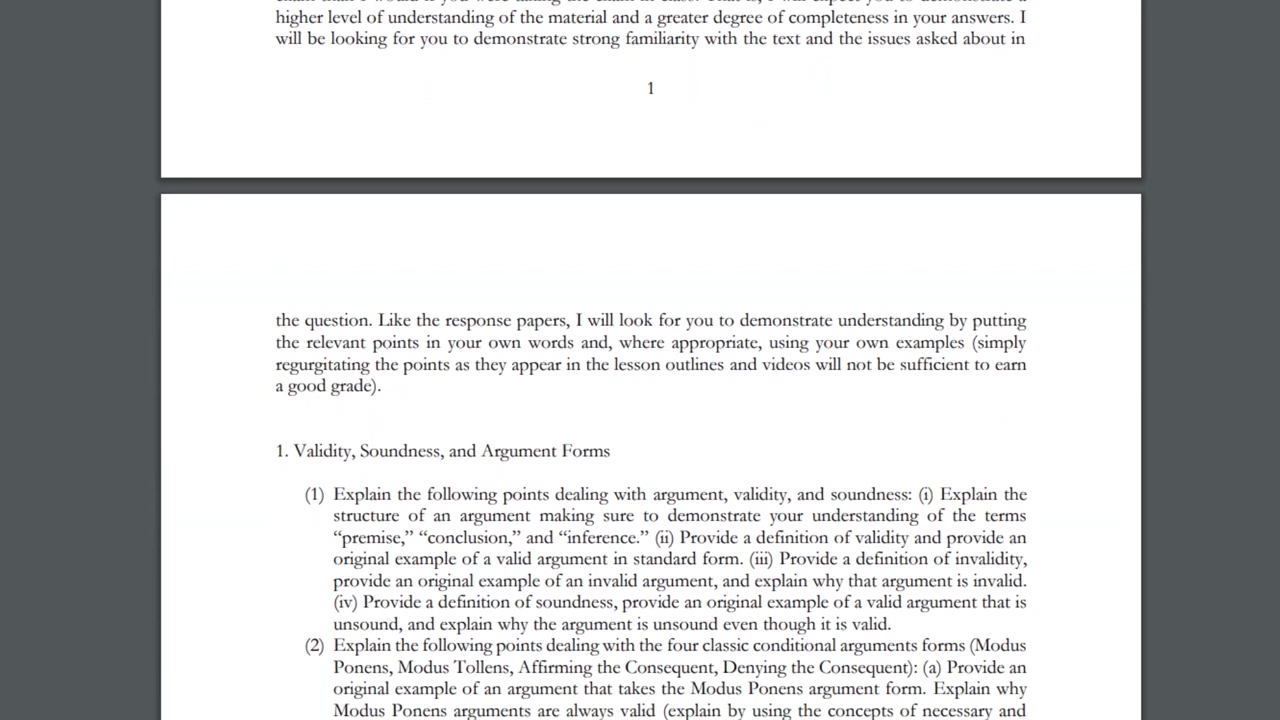 higher level of understanding of the material and a greater degree of completeness in your answers. I
will be looking for you to demonstrate strong familiarity with the text and the issues asked about in
1
the question. Like the response papers, I will look for you to demonstrate understanding by putting
the relevant points in your own words and, where appropriate, using your own examples (simply
regurgitating the points as they appear in the lesson outlines and videos will not be sufficient to earn
a good grade).
1. Validity, Soundness, and Argument Forms
(1) Explain the following points dealing with argument, validity, and soundness: (i) Explain the
structure of an argument making sure to demonstrate your understanding of the terms
“premise,” “conclusion,” and “inference.” (ii) Provide a definition of validity and provide an
original example of a valid argument in standard form. (iii) Provide a definition of invalidity,
provide an original example of an invalid argument, and explain why that argument is invalid.
(iv) Provide a definition of soundness, provide an original example of a valid argument that is
unsound, and explain why the argument is unsound even though it is valid.
(2) Explain the following points dealing with the four classic conditional arguments forms (Modus
Ponens, Modus Tollens, Affirming the Consequent, Denying the Consequent): (a) Provide an
original example of an argument that takes the Modus Ponens argument form. Explain why
Modus Ponens arguments are always valid (explain by using the concepts of necessary and